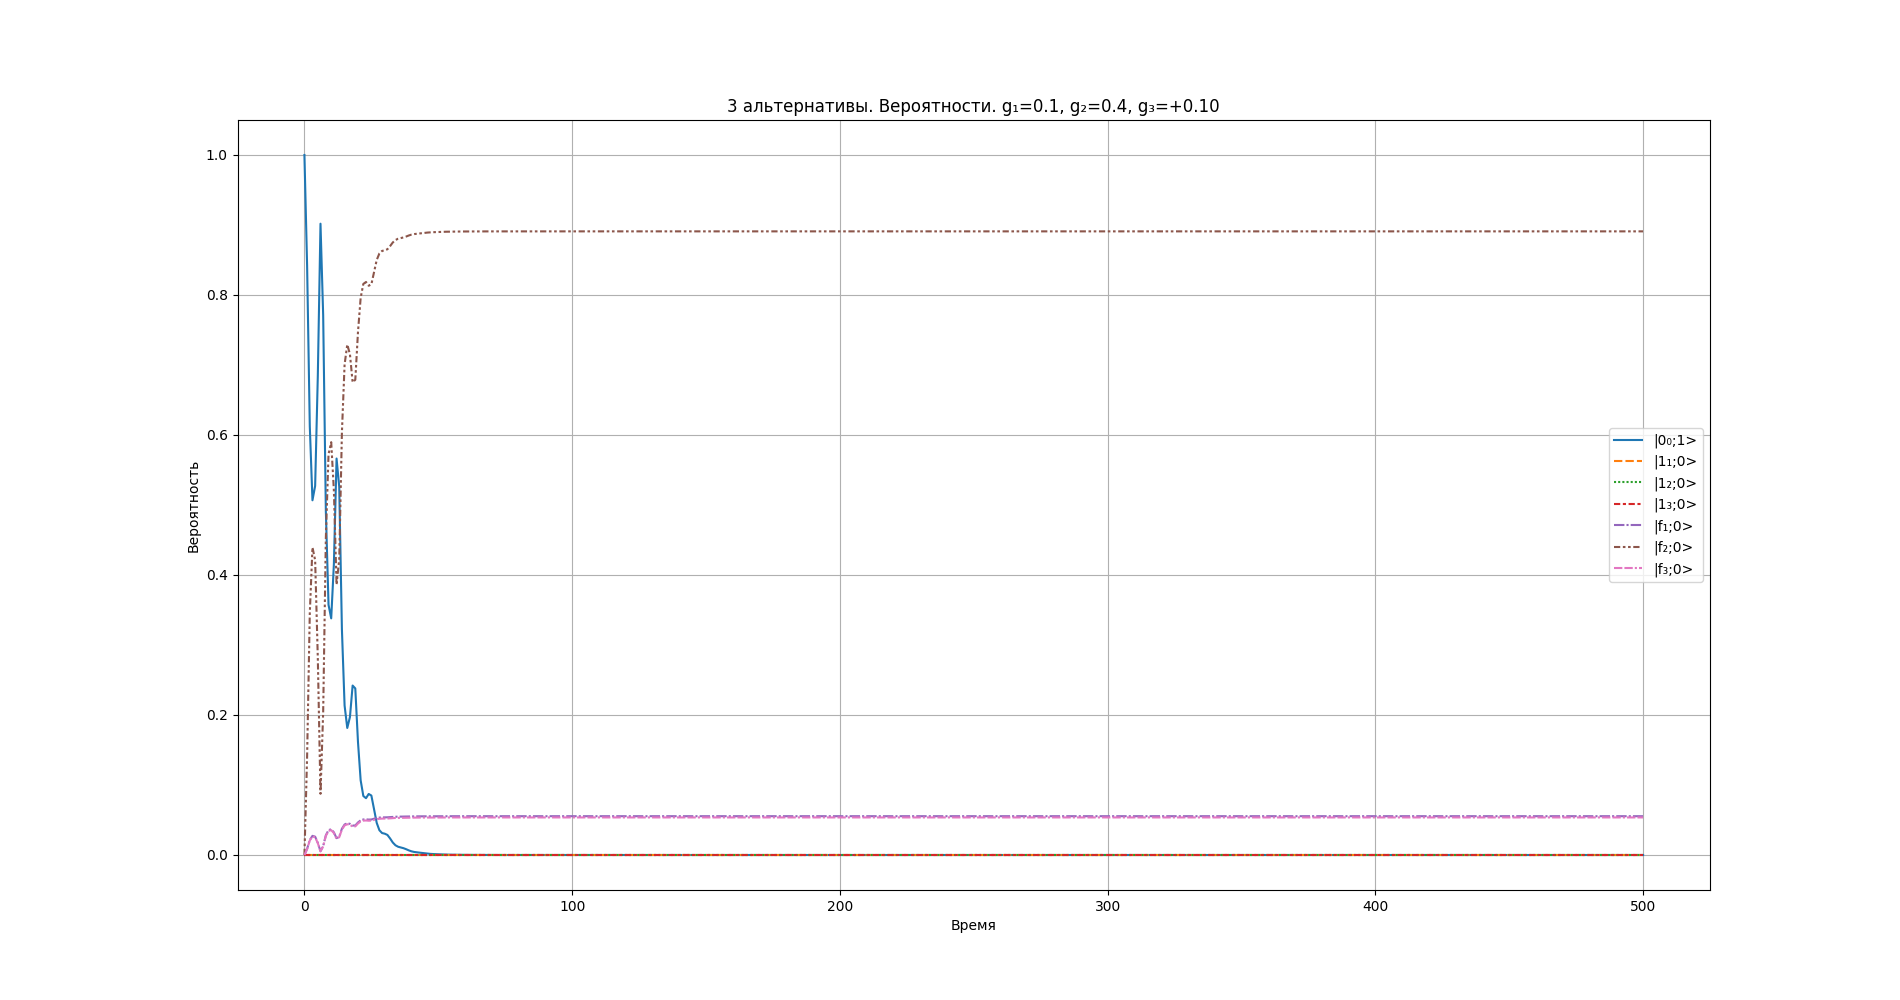 3 альтернативы. Вероятности. g₁=0.1, g₂=0.4, g₃=+0.10
1.0
0.8
0.6
0.4
0.2
0.0
Вероятность
|0₀;1>
|1₁;0>
|1₂;0>
|1₃;0>
|f₁;0>
|f₂;0>
|f₃;0>
0 100 200 300 400 500
Время